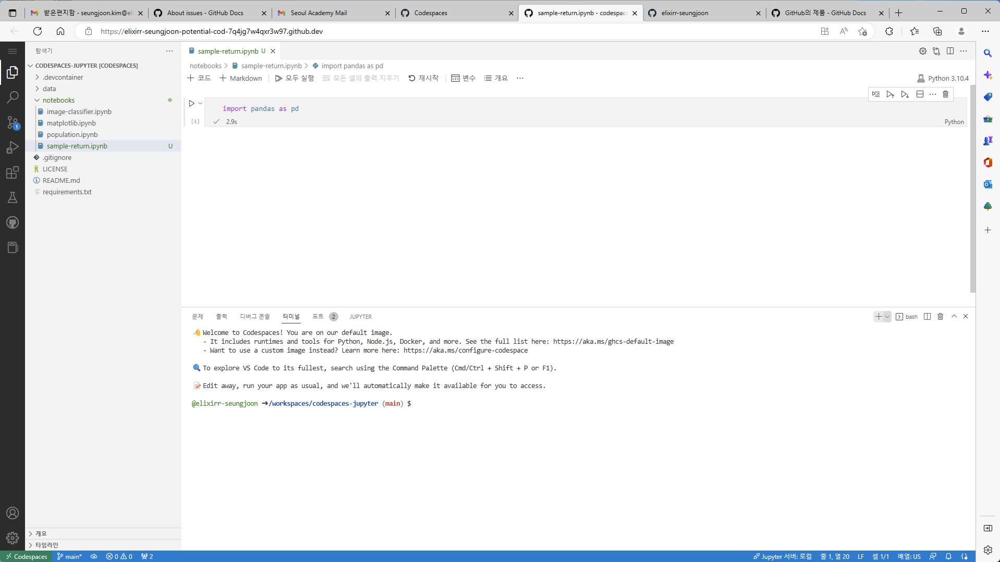 받은편지함 - seungjoon.kim@eli
About issues - GitHub Docs
Seoul Academy Mail
Codespaces
sample-return.ipynb - codespace
elixirr-seungjoon
GitHub의 제품 - GitHub Docs
https://elixirr-seungjoon-potential-cod-7q4jg7w4qxr3w97.github.dev
탐색기
CODESPACES-JUPYTER [CODESPACES]
.devcontainer
data
notebooks
image-classifier.ipynb
matplotlib.ipynb
population.ipynb
sample-return.ipynb U
.gitignore
LICENSE
README.md
requirements.txt
개요
타임라인
sample-return.ipynb U
notebooks > sample-return.ipynb > import pandas as pd
+ 코드 + Markdown 모두 실행 모든 셀의 출력 지우기 재시작 변수 개요 ...
Python 3.10.4
import pandas as pd
[1] 2.9s
Python
문제 출력 디버그 콘솔 터미널 포트 2 JUPYTER
bash
👋 Welcome to Codespaces! You are on our default image.
- It includes runtimes and tools for Python, Node.js, Docker, and more. See the full list here: https://aka.ms/ghcs-default-image
- Want to use a custom image instead? Learn more here: https://aka.ms/configure-codespace
🔍 To explore VS Code to its fullest, search using the Command Palette (Cmd/Ctrl + Shift + P or F1).
📝 Edit away, run your app as usual, and we'll automatically make it available for you to access.
@elixirr-seungjoon ➜/workspaces/codespaces-jupyter (main) $
1
Codespaces main* 0 0 2
Jupyter 서버: 로컬 줄 1, 열 20 LF 셀 1/1 배열: US